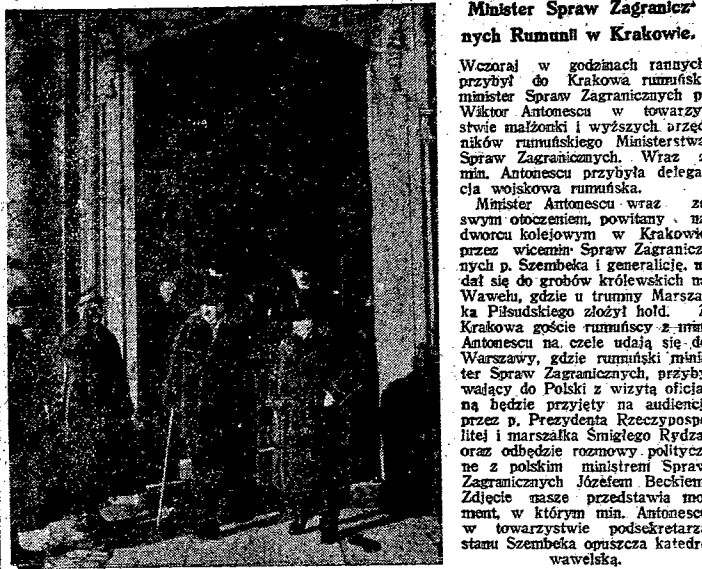 Minister Spraw Zagranicz-
nych Rumunii w Krakowie.
Wczoraj w godzinach rannych
przybył do Krakowa rumuńsk
minister Spraw Zagranicznych p
Wiktor Antonescu w towarzy
stwie małżonki i wyższych urzęd
ników rumuńskiego Ministerstwa
Spraw Zagranicznych. Wraz z
min. Antonescu przybyła delega
cja wojskowa rumuńska.
Minister Antonescu wraz ze
swym otoczeniem, powitany na
dworcu kolejowym w Krakowie
przez wicemin. Spraw Zagranicz
nych p. Szembeka i generalicję, u
dał się do grobów królewskich na
Wawelu, gdzie u trumny Marszał
ka Piłsudskiego złożył hołd. Z
Krakowa goście rumuńscy z min.
Antonescu na czele udają się do
Warszawy, gdzie rumuński minis
ter Spraw Zagranicznych, przyby
wający do Polski z wizytą oficjal
ną będzie przyjęty na audiencji
przez p. Prezydenta Rzeczypospo
litej i marszałka Śmigłego Rydza,
oraz odbędzie rozmowy politycz
ne z polskim ministrem Spraw
Zagranicznych Józefem Beckiem
Zdjęcie nasze przedstawia mo
ment, w którym min. Antonescu
w towarzystwie podsekretarza
stanu Szembeka opuszcza katedrę
wawelską.